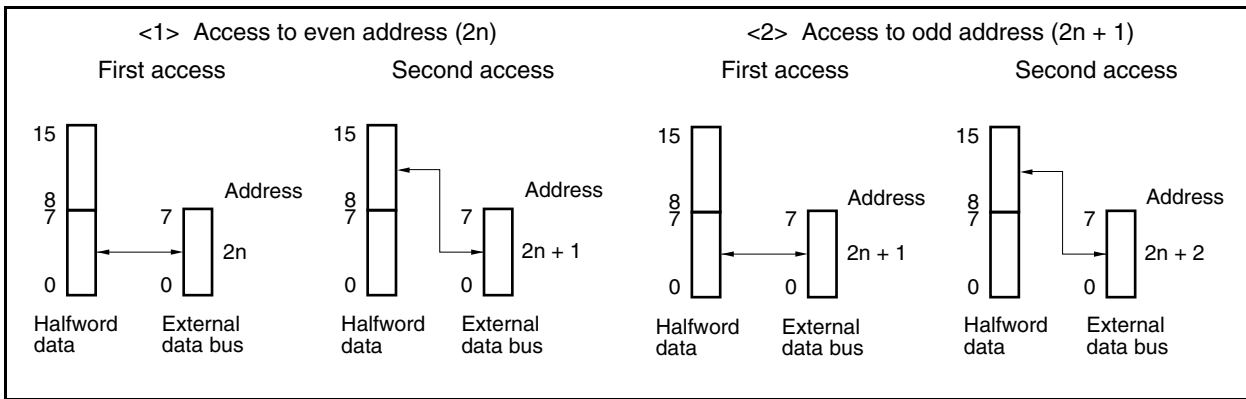 <1> Access to even address (2n)
First access
Second access
15
8
7
0
7
0
Address
2n
Halfword
data
External
data bus
15
8
7
0
7
0
Address
2n + 1
Halfword
data
External
data bus
<2> Access to odd address (2n + 1)
First access
Second access
15
8
7
0
7
0
Address
2n + 1
Halfword
data
External
data bus
15
8
7
0
7
0
Address
2n + 2
Halfword
data
External
data bus